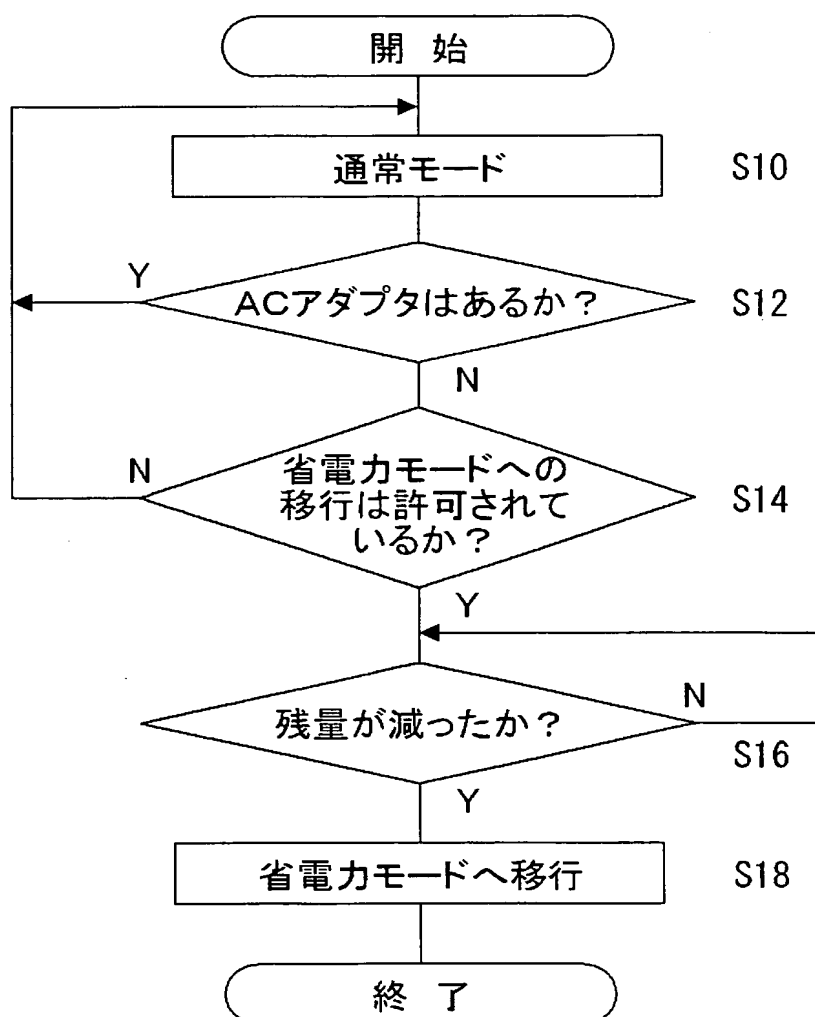 開 始
通常モード
S10
Y
ACアダプタはあるか？
S12
N
N
省電力モードへの
移行は許可されて
いるか？
S14
Y
残量が減ったか？
N
S16
Y
省電力モードへ移行
S18
終 了